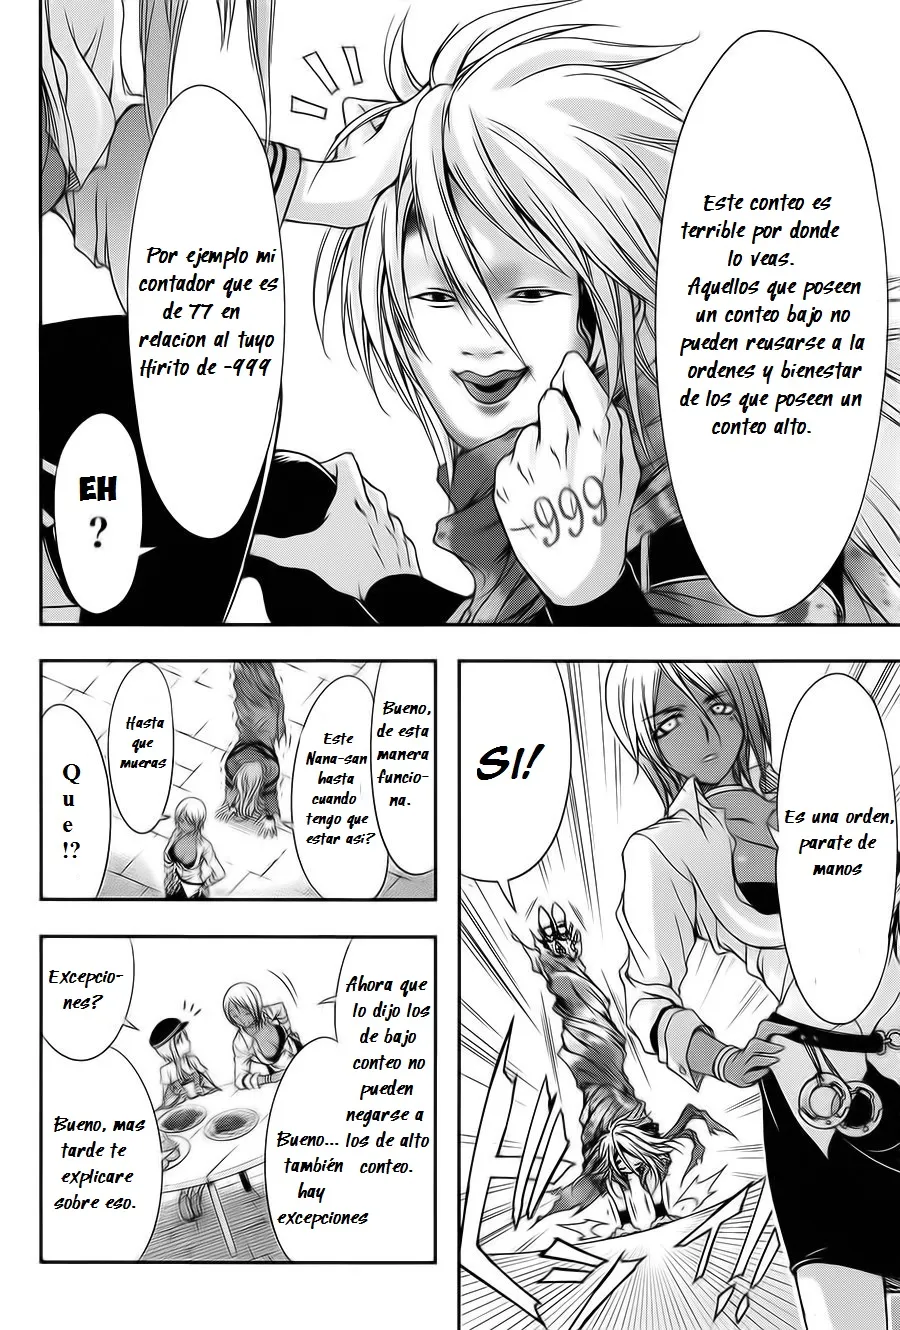 Este conteo es
terrible por donde
lo veas.
Aquellos que poseen
un conteo bajo no
pueden reusarse a la
ordenes y bienestar
de los que poseen un
conteo alto.
Por ejemplo mi
contador que es
de 77 en
relacion al tuyo
Hirito de -999
-999
EH
?
Es una orden,
parate de
manos
SI!
Bueno,
de esta
manera
funcio-
na.
Este
Nana-san
hasta
cuando
tengo que
estar asi?
Hasta
que
mueras
Q
u
e
!?
Ahora que
lo dijo los
de bajo
conteo no
pueden
negarse a
los de alto
conteo.
Bueno...
también
hay
excepciones
Excepcio-
nes?
Bueno, mas
tarde te
explicare
sobre eso.